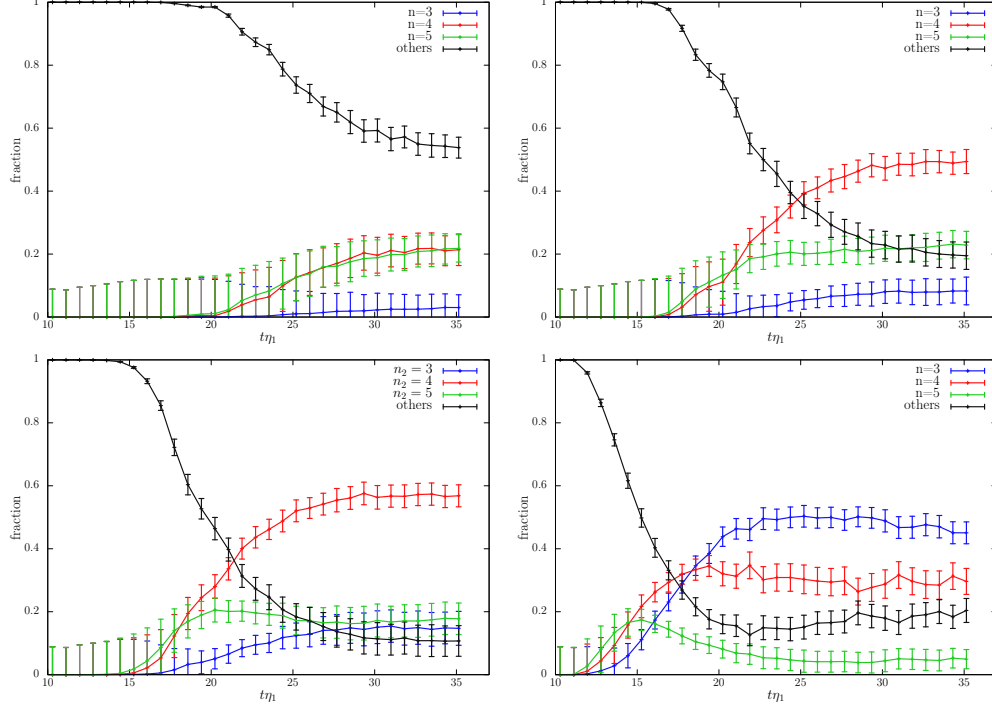 1
0.8
0.6
0.4
0.2
0
fraction
10 15 20 25 30 35
tη₁
n=3
n=4
n=5
others
1
0.8
0.6
0.4
0.2
0
fraction
10 15 20 25 30 35
tη₁
n=3
n=4
n=5
others
1
0.8
0.6
0.4
0.2
0
fraction
10 15 20 25 30 35
tη₁
n₂ = 3
n₂ = 4
n₂ = 5
others
1
0.8
0.6
0.4
0.2
0
fraction
10 15 20 25 30 35
tη₁
n=3
n=4
n=5
others